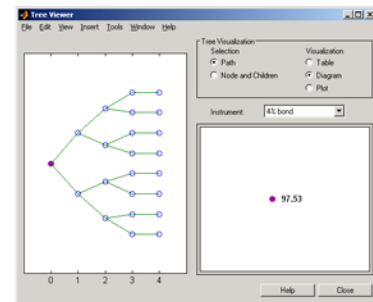 Tree Viewer
File Edit View Insert Tools Window Help
Tree Visualization
Selection
Visualization
Path
Table
Node and Children
Diagram
Plot
Instrument:
4% bond
97.53
0 1 2 3 4
Help
Close